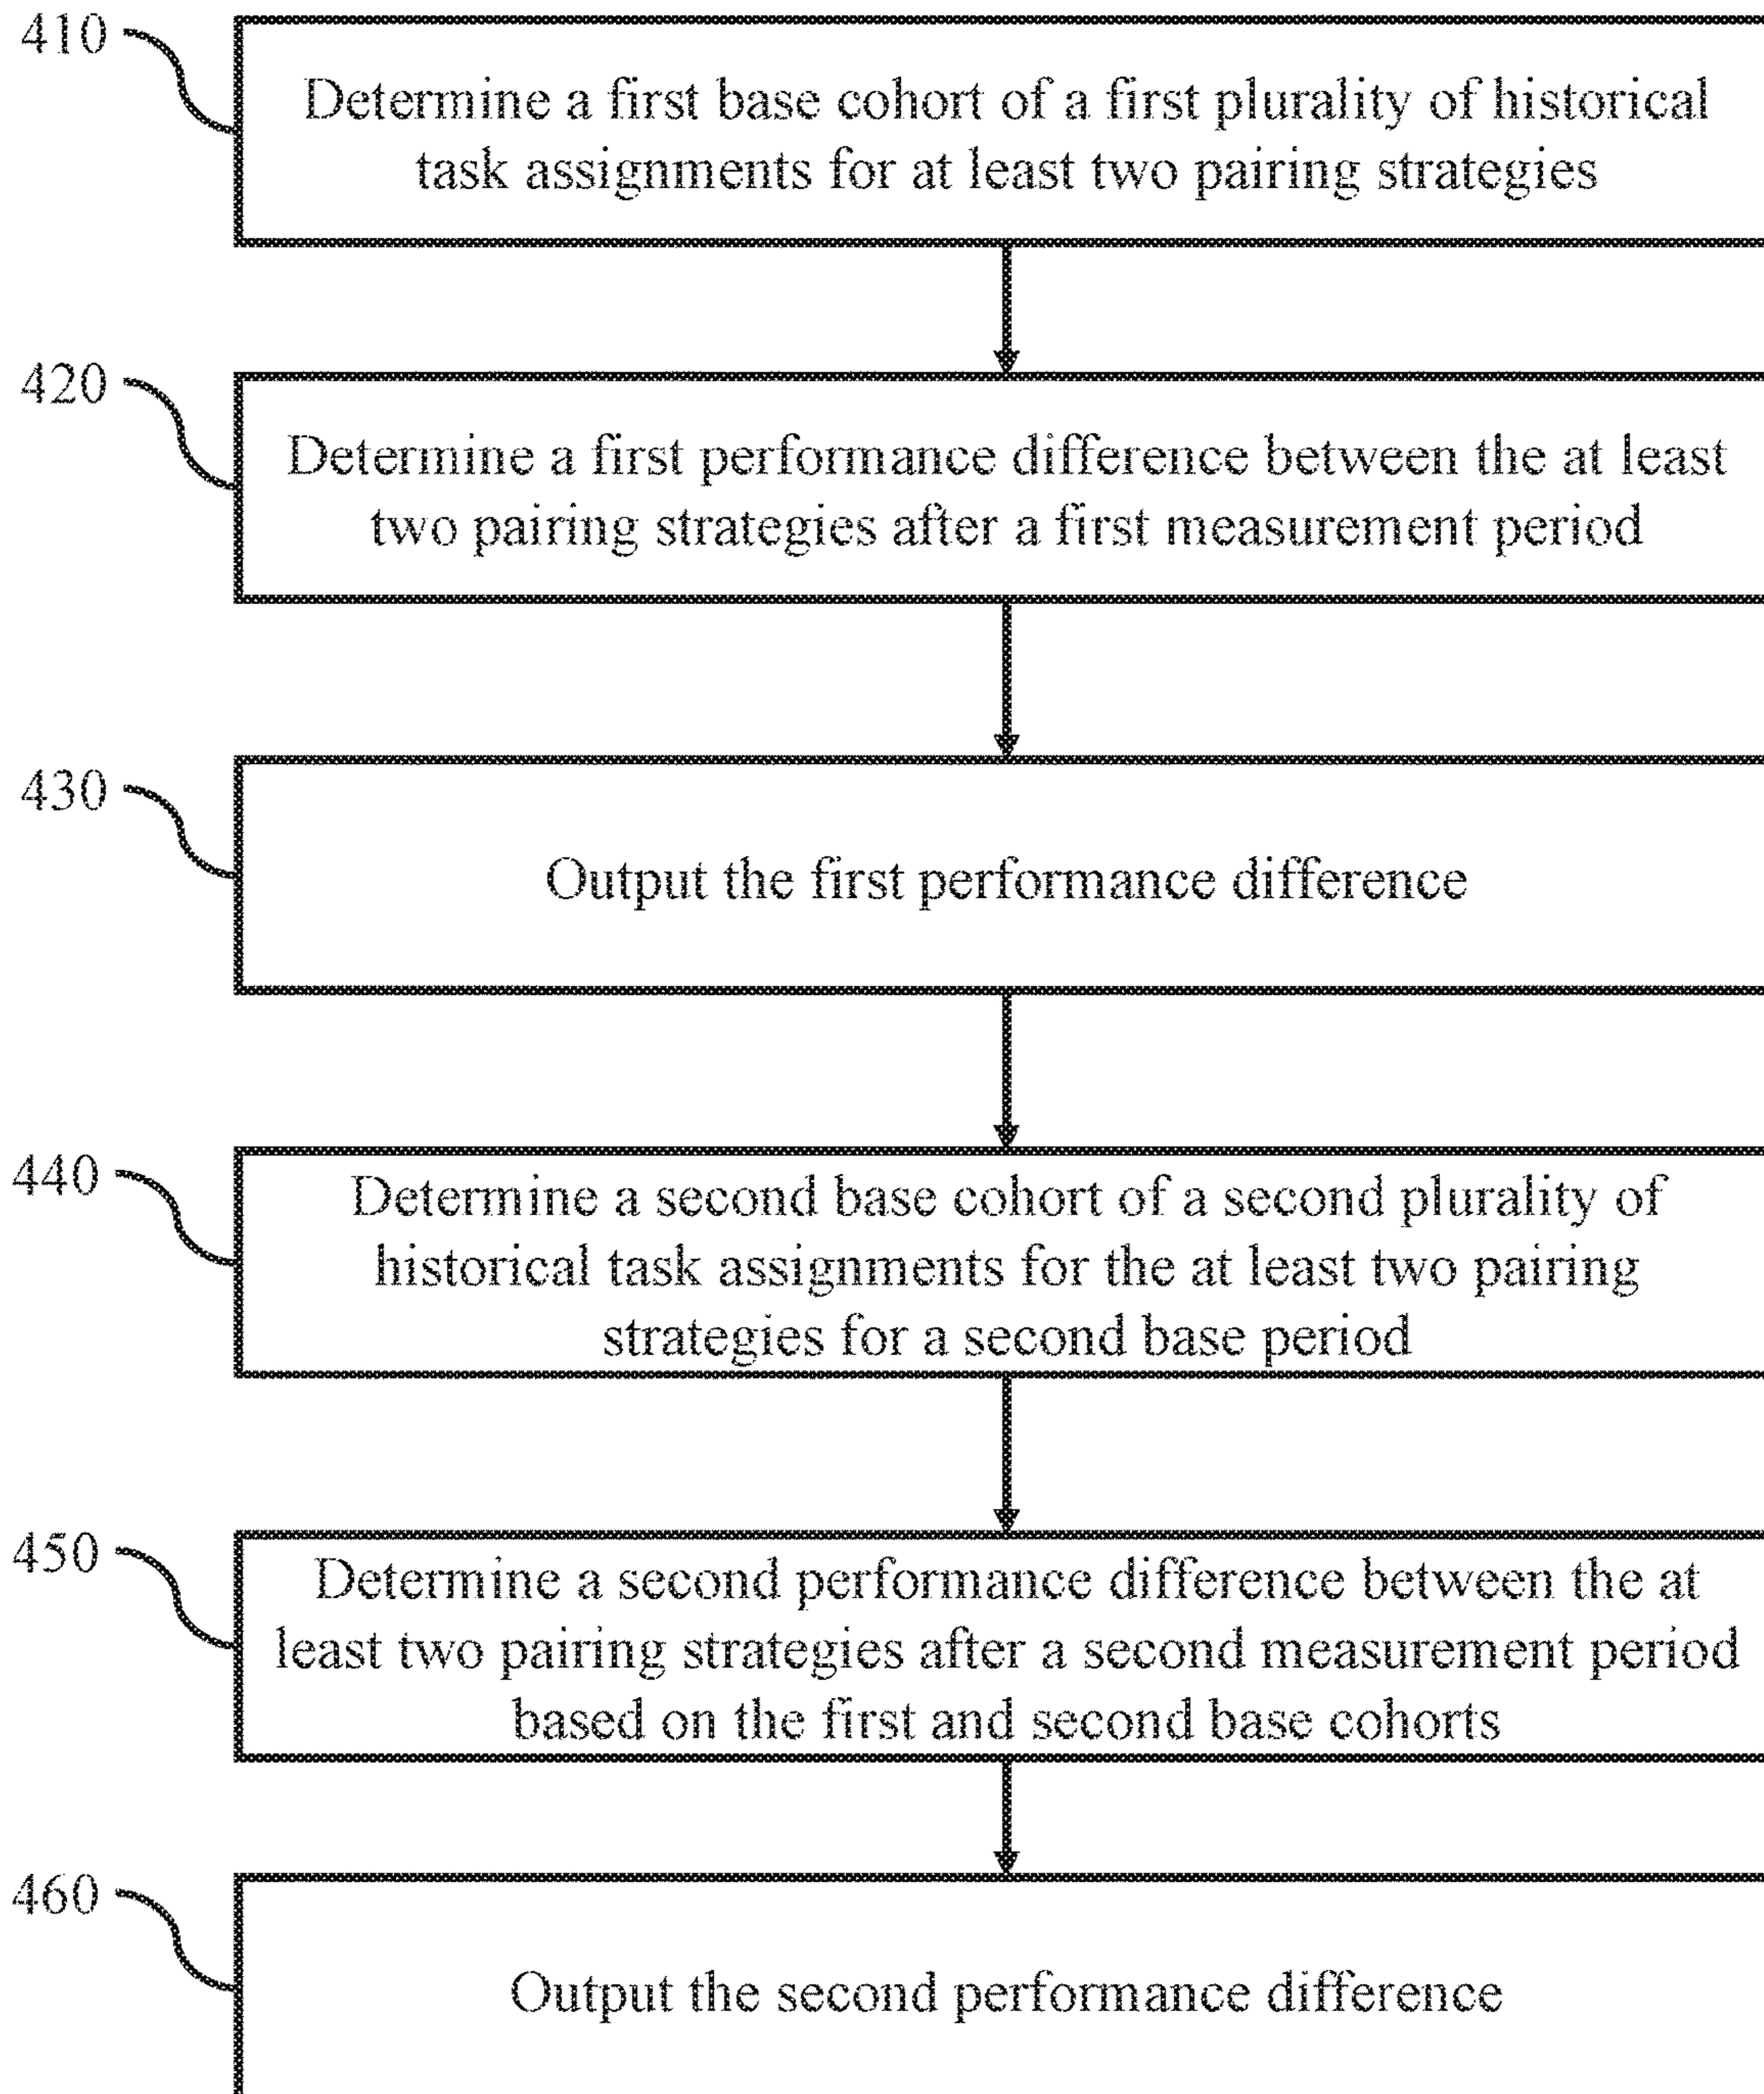 410
Determine a first base cohort of a first plurality of historical
task assignments for at least two pairing strategies
420
Determine a first performance difference between the at least
two pairing strategies after a first measurement period
430
Output the first performance difference
440
Determine a second base cohort of a second plurality of
historical task assignments for the at least two pairing
strategies for a second base period
450
Determine a second performance difference between the at
least two pairing strategies after a second measurement period
based on the first and second base cohorts
460
Output the second performance difference